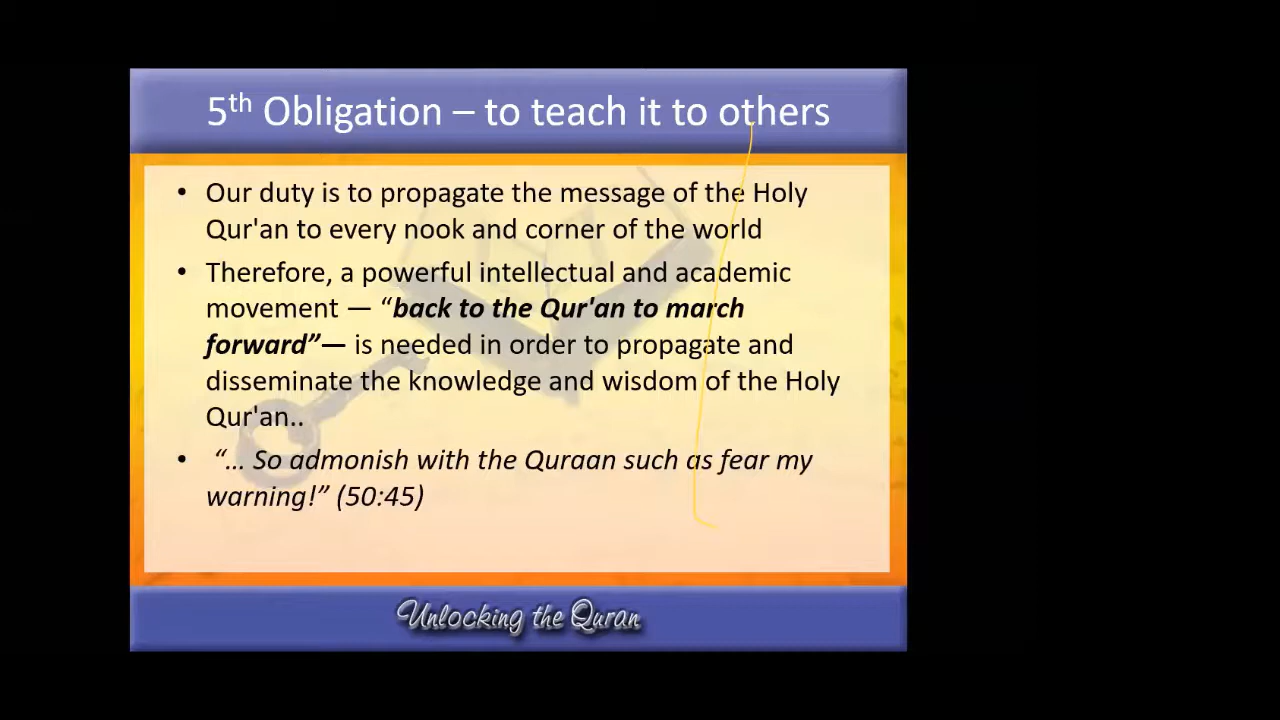 5th Obligation – to teach it to others
• Our duty is to propagate the message of the Holy
Qur'an to every nook and corner of the world
• Therefore, a powerful intellectual and academic
movement — “back to the Qur'an to march
forward”— is needed in order to propagate and
disseminate the knowledge and wisdom of the Holy
Qur'an..
• “... So admonish with the Quraan such as fear my
warning!” (50:45)
Unlocking the Quran